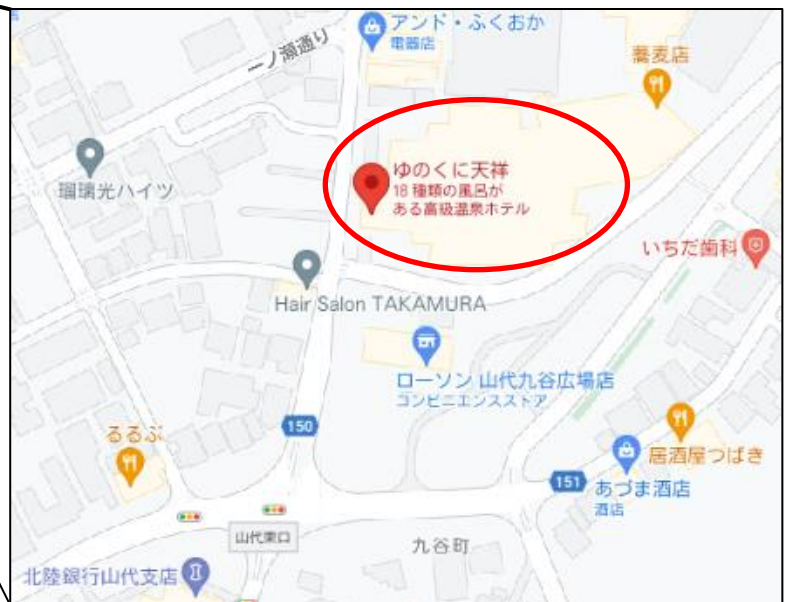 アンド・ふくおか
電器店
一ノ瀬通り
蕎麦店
瑠璃光ハイツ
ゆのくに天祥
18 種類の風呂が
ある高級温泉ホテル
いちだ歯科
Hair Salon TAKAMURA
ローソン 山代九谷広場店
コンビニエンスストア
150
るるぶ
居酒屋つばき
151
あづま酒店
酒店
山代東口
九谷町
北陸銀行山代支店